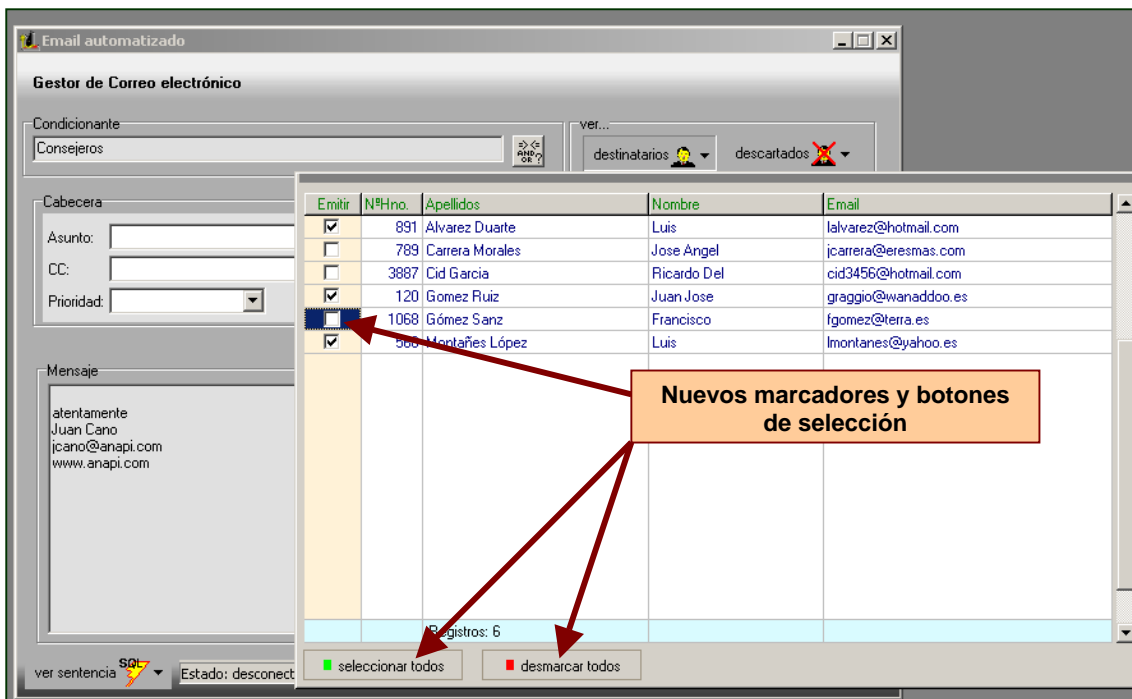 Email automatizado
Gestor de Correo electrónico
Condicionante
Consejeros
=> <= AND OR ?
ver...
destinatarios
descartados
Cabecera
Asunto:
CC:
Prioridad:
Emitir NºHno. Apellidos Nombre Email
891 Alvarez Duarte Luis lalvarez@hotmail.com
789 Carrera Morales Jose Angel jcarrera@eresmas.com
3887 Cid Garcia Ricardo Del cid3456@hotmail.com
120 Gomez Ruiz Juan Jose graggio@wanaddoo.es
1068 Gómez Sanz Francisco fgomez@terra.es
Montañes López Luis lmontanes@yahoo.es
Nuevos marcadores y botones
de selección
Mensaje
atentamente
Juan Cano
jcano@anapi.com
www.anapi.com
Registros: 6
seleccionar todos
desmarcar todos
ver sentencia SQL
Estado: desconect